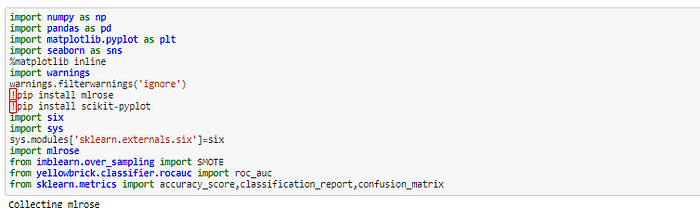 import numpy as np
import pandas as pd
import matplotlib.pyplot as plt
import seaborn as sns
%matplotlib inline
import warnings
warnings.filterwarnings('ignore')
!pip install mlrose
!pip install scikit-pyplot
import six
import sys
sys.modules['sklearn.externals.six']=six
import mlrose
from imblearn.over_sampling import SMOTE
from yellowbrick.classifier.rocauc import roc_auc
from sklearn.metrics import accuracy_score,classification_report,confusion_matrix
Collecting mlrose